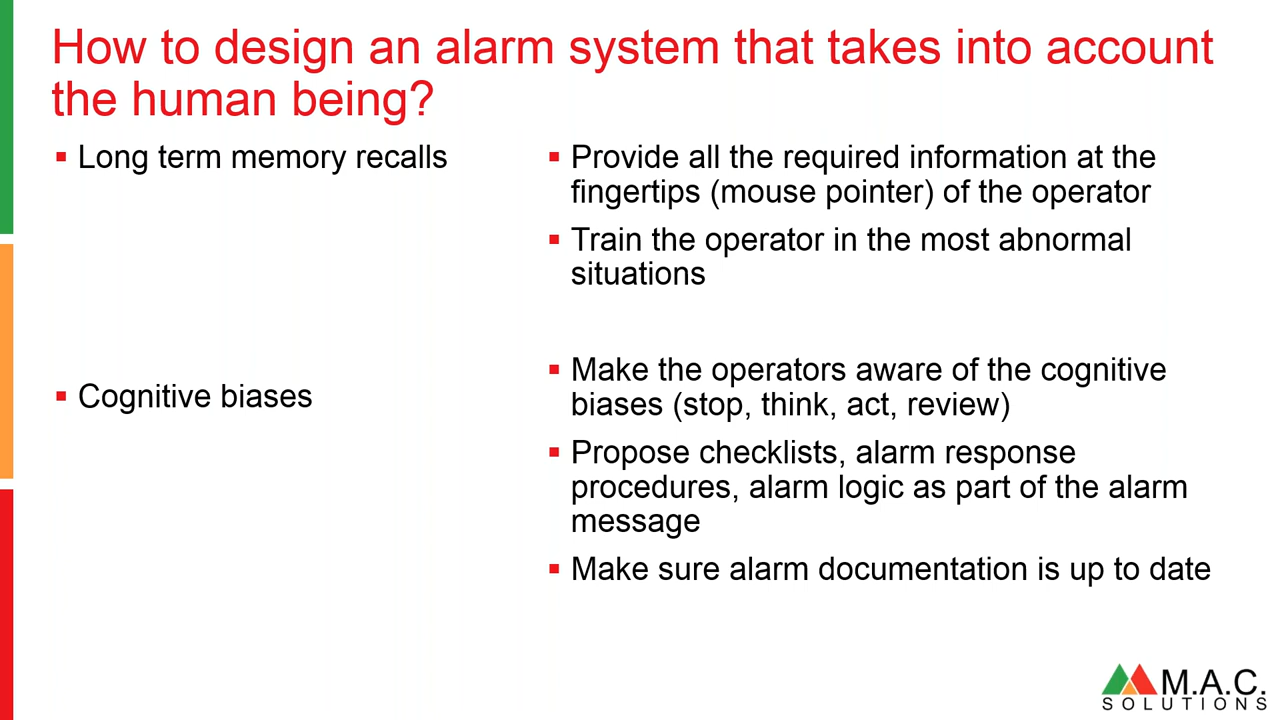 How to design an alarm system that takes into account
the human being?
▪ Long term memory recalls
▪ Provide all the required information at the
fingertips (mouse pointer) of the operator
▪ Train the operator in the most abnormal
situations
▪ Cognitive biases
▪ Make the operators aware of the cognitive
biases (stop, think, act, review)
▪ Propose checklists, alarm response
procedures, alarm logic as part of the alarm
message
▪ Make sure alarm documentation is up to date
M.A.C.
SOLUTIONS